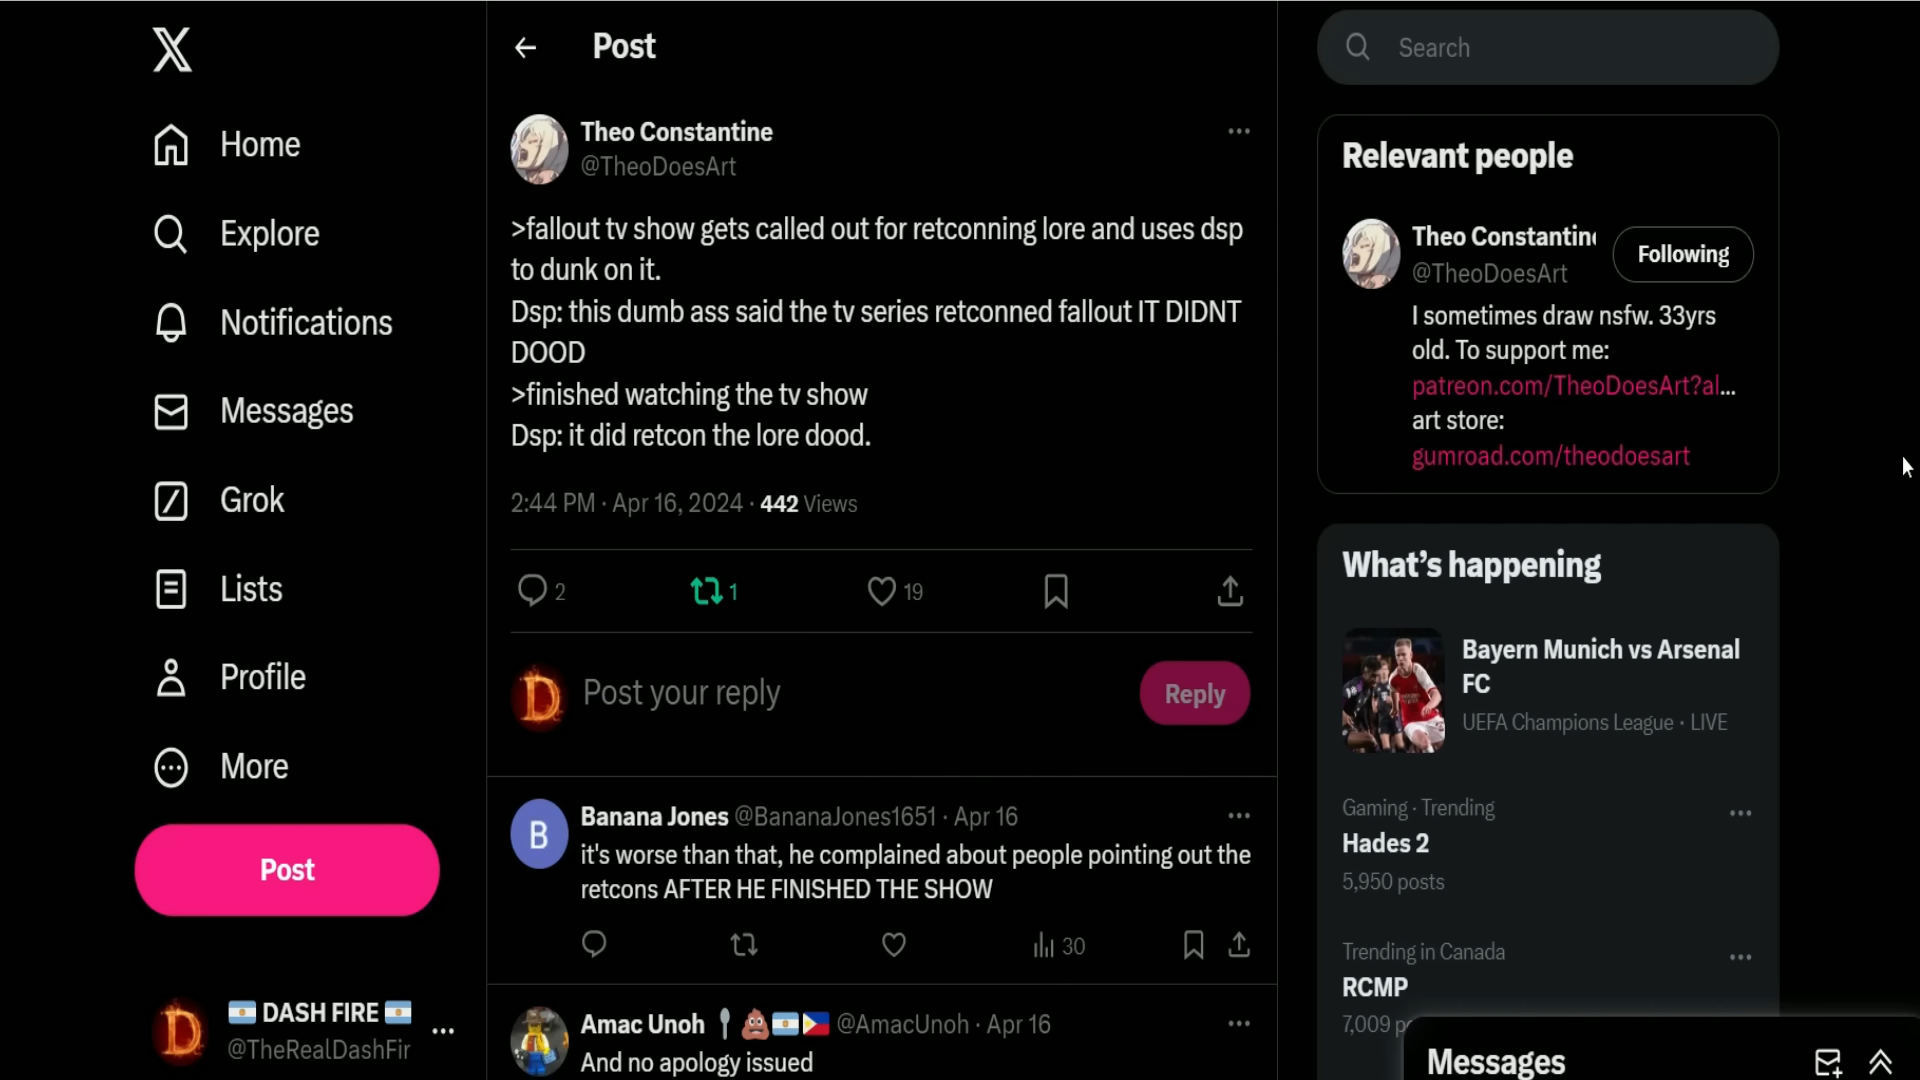 Home
Explore
Notifications
Messages
Grok
Lists
Profile
More
Post
DASH FIRE
@TheRealDashFir
Post
Theo Constantine
@TheoDoesArt
>fallout tv show gets called out for retconning lore and uses dsp
to dunk on it.
Dsp: this dumb ass said the tv series retconned fallout IT DIDNT
DOOD
>finished watching the tv show
Dsp: it did retcon the lore dood.
2:44 PM · Apr 16, 2024 · 442 Views
2 1 19
D Post your reply Reply
B Banana Jones @BananaJones1651 · Apr 16
it's worse than that, he complained about people pointing out the
retcons AFTER HE FINISHED THE SHOW
30
Amac Unoh @AmacUnoh · Apr 16
And no apology issued
Search
Relevant people
Theo Constantine
@TheoDoesArt
Following
I sometimes draw nsfw. 33yrs
old. To support me:
patreon.com/TheoDoesArt?al...
art store:
gumroad.com/theodoesart
What's happening
Bayern Munich vs Arsenal
FC
UEFA Champions League · LIVE
Gaming · Trending
Hades 2
5,950 posts
Trending in Canada
RCMP
7,009
Messages